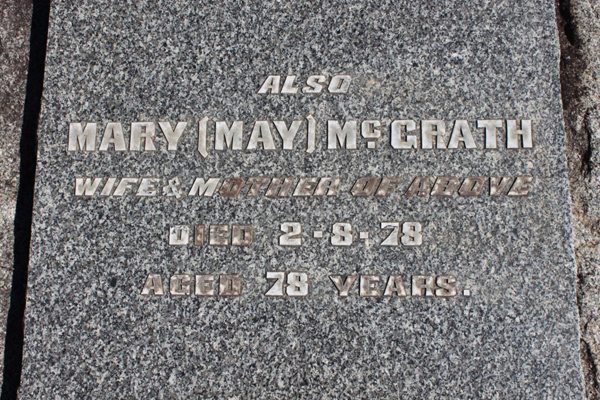 ALSO
MARY (MAY) McGRATH
WIFE & MOTHER OF ABOVE
DIED 2-8-78
AGED 78 YEARS.